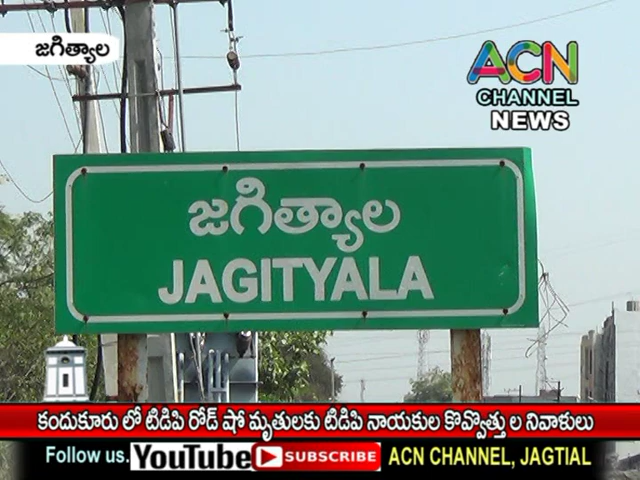 జగిత్యాల
ACN
CHANNEL
NEWS
జగిత్యాల
JAGITYALA
కందుకూరు లో టిడిపి రోడ్ షో మృతులకు టిడిపి నాయకుల కొవ్వొత్తు ల నివాళులు
Follow us. YouTube SUBSCRIBE ACN CHANNEL, JAGTIAL